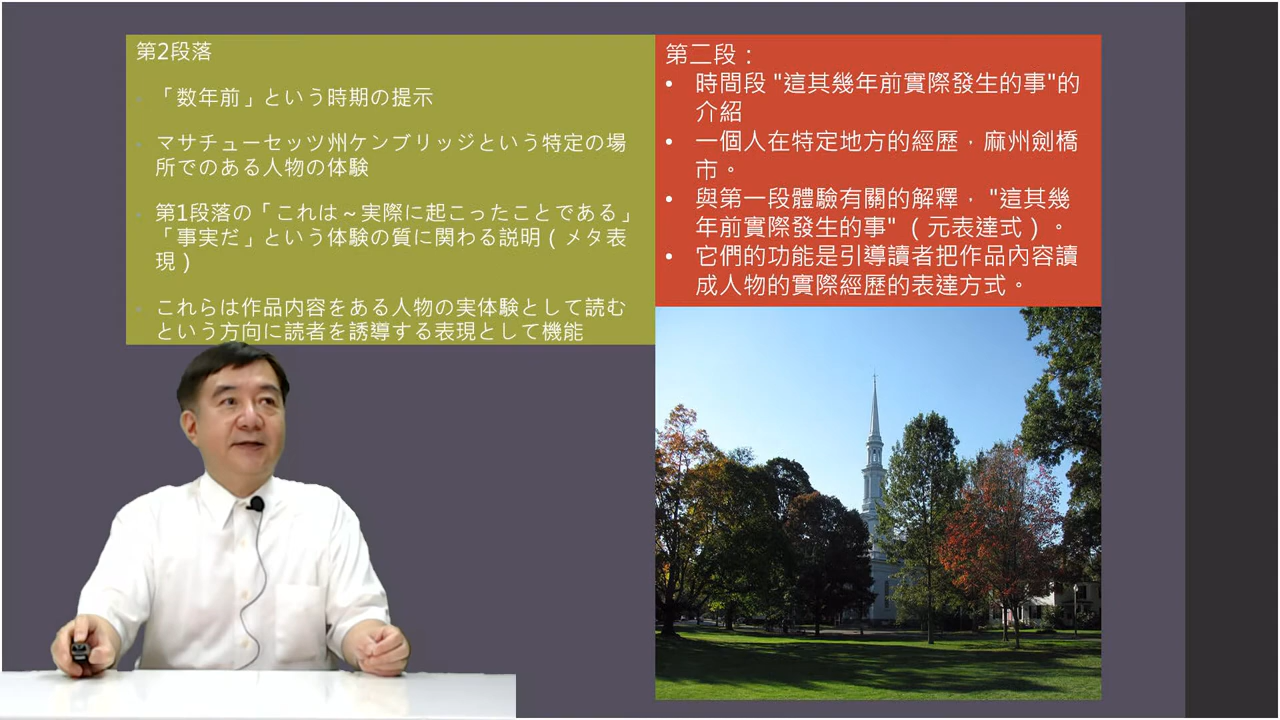 第2段落
「数年前」という時期の提示
マサチューセッツ州ケンブリッジという特定の場
所でのある人物の体験
第1段落の「これは～実際に起こったことである」
「事実だ」という体験の質に関わる説明（メタ表
現）
これらは作品内容をある人物の実体験として読む
という方向に読者を誘導する表現として機能
第二段：
• 時間段 "這其幾年前實際發生的事"的
介紹
• 一個人在特定地方的經歷，麻州劍橋
市。
• 與第一段體驗有關的解釋， "這其幾
年前實際發生的事" （元表達式）。
• 它們的功能是引導讀者把作品內容讀
成人物的實際經歷的表達方式。